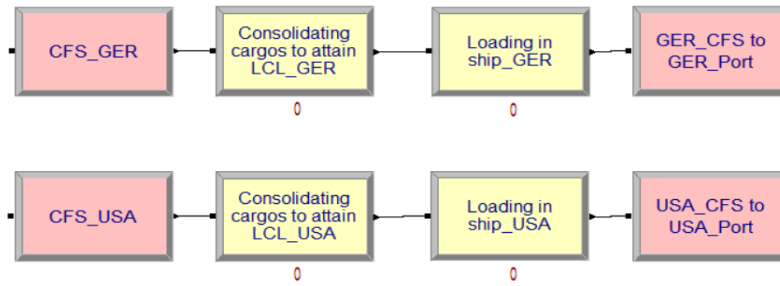 CFS_GER
Consolidating
cargos to attain
LCL_GER
0
Loading in
ship_GER
0
GER_CFS to
GER_Port
CFS_USA
Consolidating
cargos to attain
LCL_USA
0
Loading in
ship_USA
0
USA_CFS to
USA_Port